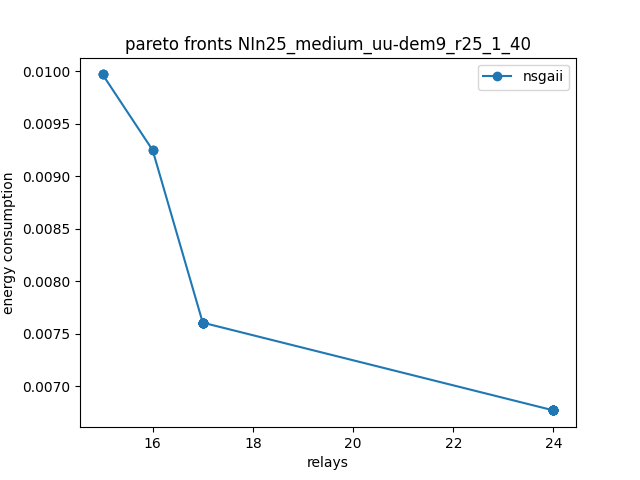 pareto fronts NIn25_medium_uu-dem9_r25_1_40
nsgaii
energy consumption
0.0100
0.0095
0.0090
0.0085
0.0080
0.0075
0.0070
16 18 20 22 24
relays